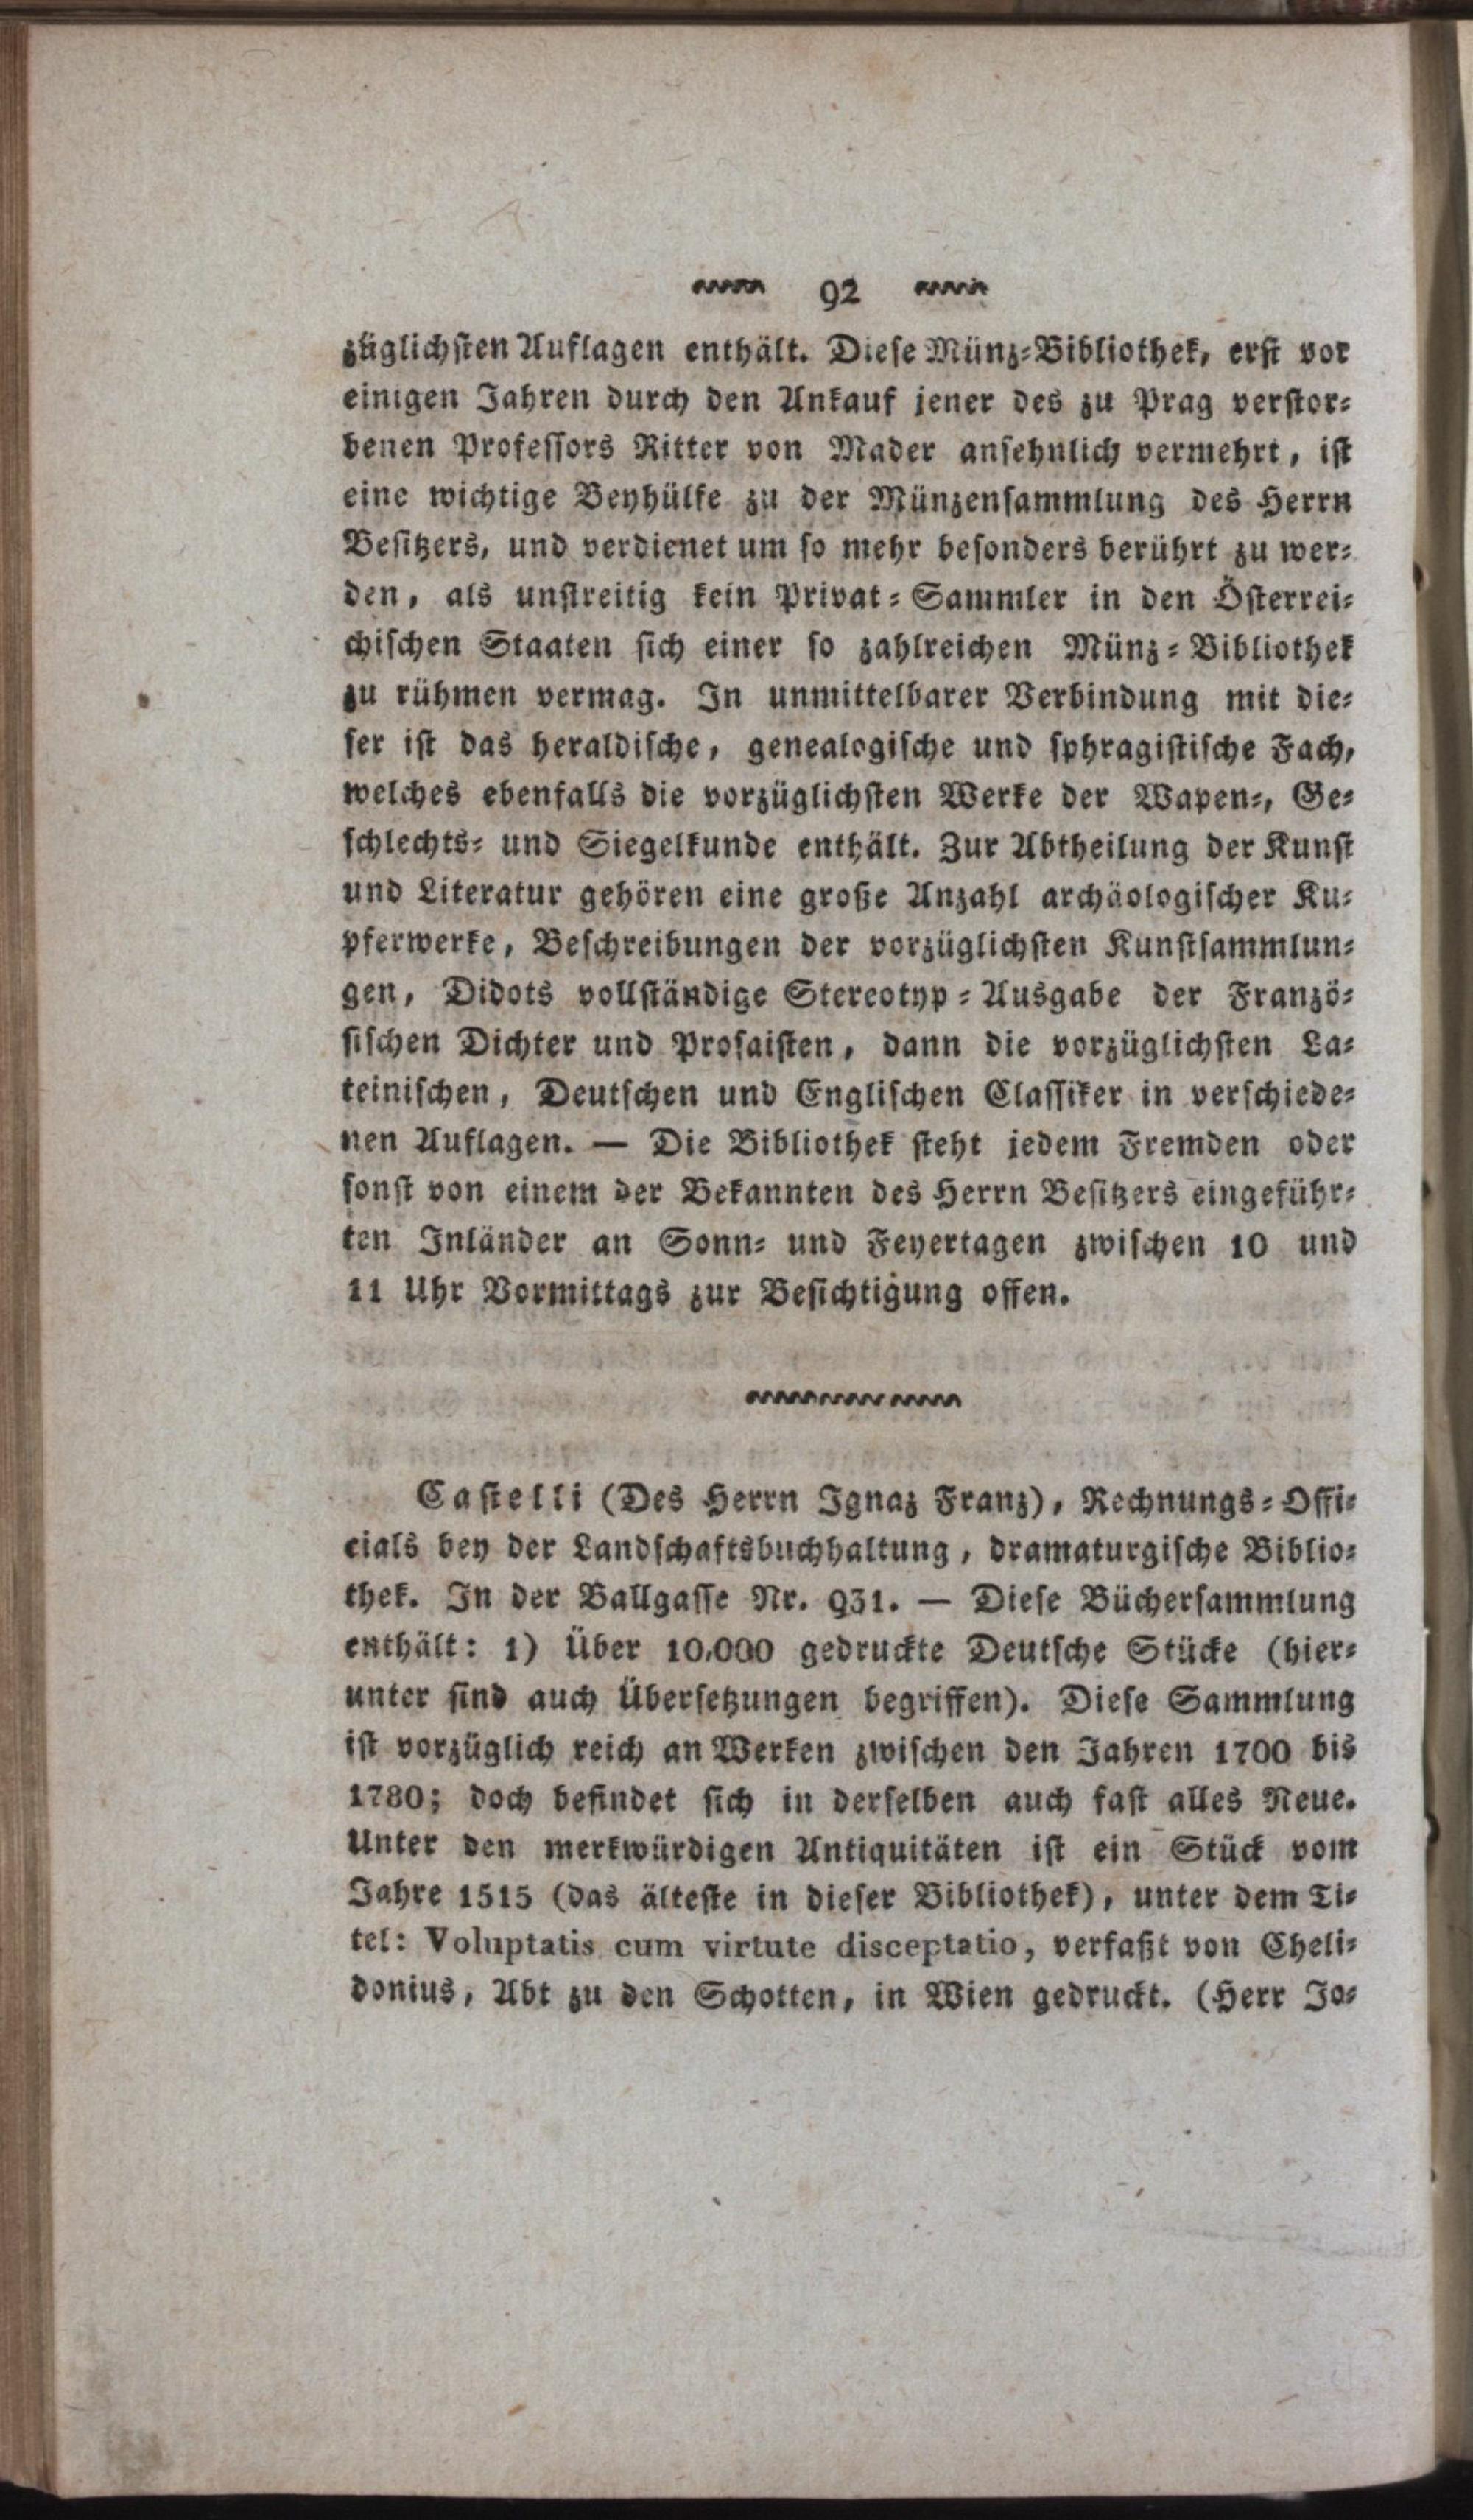 92
züglichsten Auflagen enthält. Diese Münz-Bibliothek, erst vor
einigen Jahren durch den Ankauf jener des zu Prag verstor-
benen Professors Ritter von Mader ansehnlich vermehrt, ist
eine wichtige Beyhülfe zu der Münzensammlung des Herrn
Besitzers, und verdienet um so mehr besonders berührt zu wer-
den, als unstreitig kein Privat-Sammler in den Österrei-
chischen Staaten sich einer so zahlreichen Münz-Bibliothek
zu rühmen vermag. In unmittelbarer Verbindung mit die-
ser ist das heraldische, genealogische und sphragistische Fach,
welches ebenfalls die vorzüglichsten Werke der Wapen-, Ge-
schlechts- und Siegelkunde enthält. Zur Abtheilung der Kunst
und Literatur gehören eine große Anzahl archäologischer Ku-
pferwerke, Beschreibungen der vorzüglichsten Kunstsammlun-
gen, Didots vollständige Stereotyp-Ausgabe der Franzö-
sischen Dichter und Prosaisten, dann die vorzüglichsten La-
teinischen, Deutschen und Englischen Classiker in verschiede-
nen Auflagen. — Die Bibliothek steht jedem Fremden oder
sonst von einem der Bekannten des Herrn Besitzers eingeführ-
ten Inländer an Sonn- und Feyertagen zwischen 10 und
11 Uhr Vormittags zur Besichtigung offen.
Castelli (Des Herrn Ignaz Franz), Rechnungs-Offi-
cials bey der Landschaftsbuchhaltung, dramaturgische Biblio-
thek. In der Ballgasse Nr. 931. — Diese Büchersammlung
enthält: 1) Über 10,000 gedruckte Deutsche Stücke (hier-
unter sind auch Übersetzungen begriffen). Diese Sammlung
ist vorzüglich reich an Werken zwischen den Jahren 1700 bis
1780; doch befindet sich in derselben auch fast alles Neue.
Unter den merkwürdigen Antiquitäten ist ein Stück vom
Jahre 1515 (das älteste in dieser Bibliothek), unter dem Ti-
tel: Voluptatis cum virtute disceptatio, verfaßt von Cheli-
donius, Abt zu den Schotten, in Wien gedruckt. (Herr Jo-